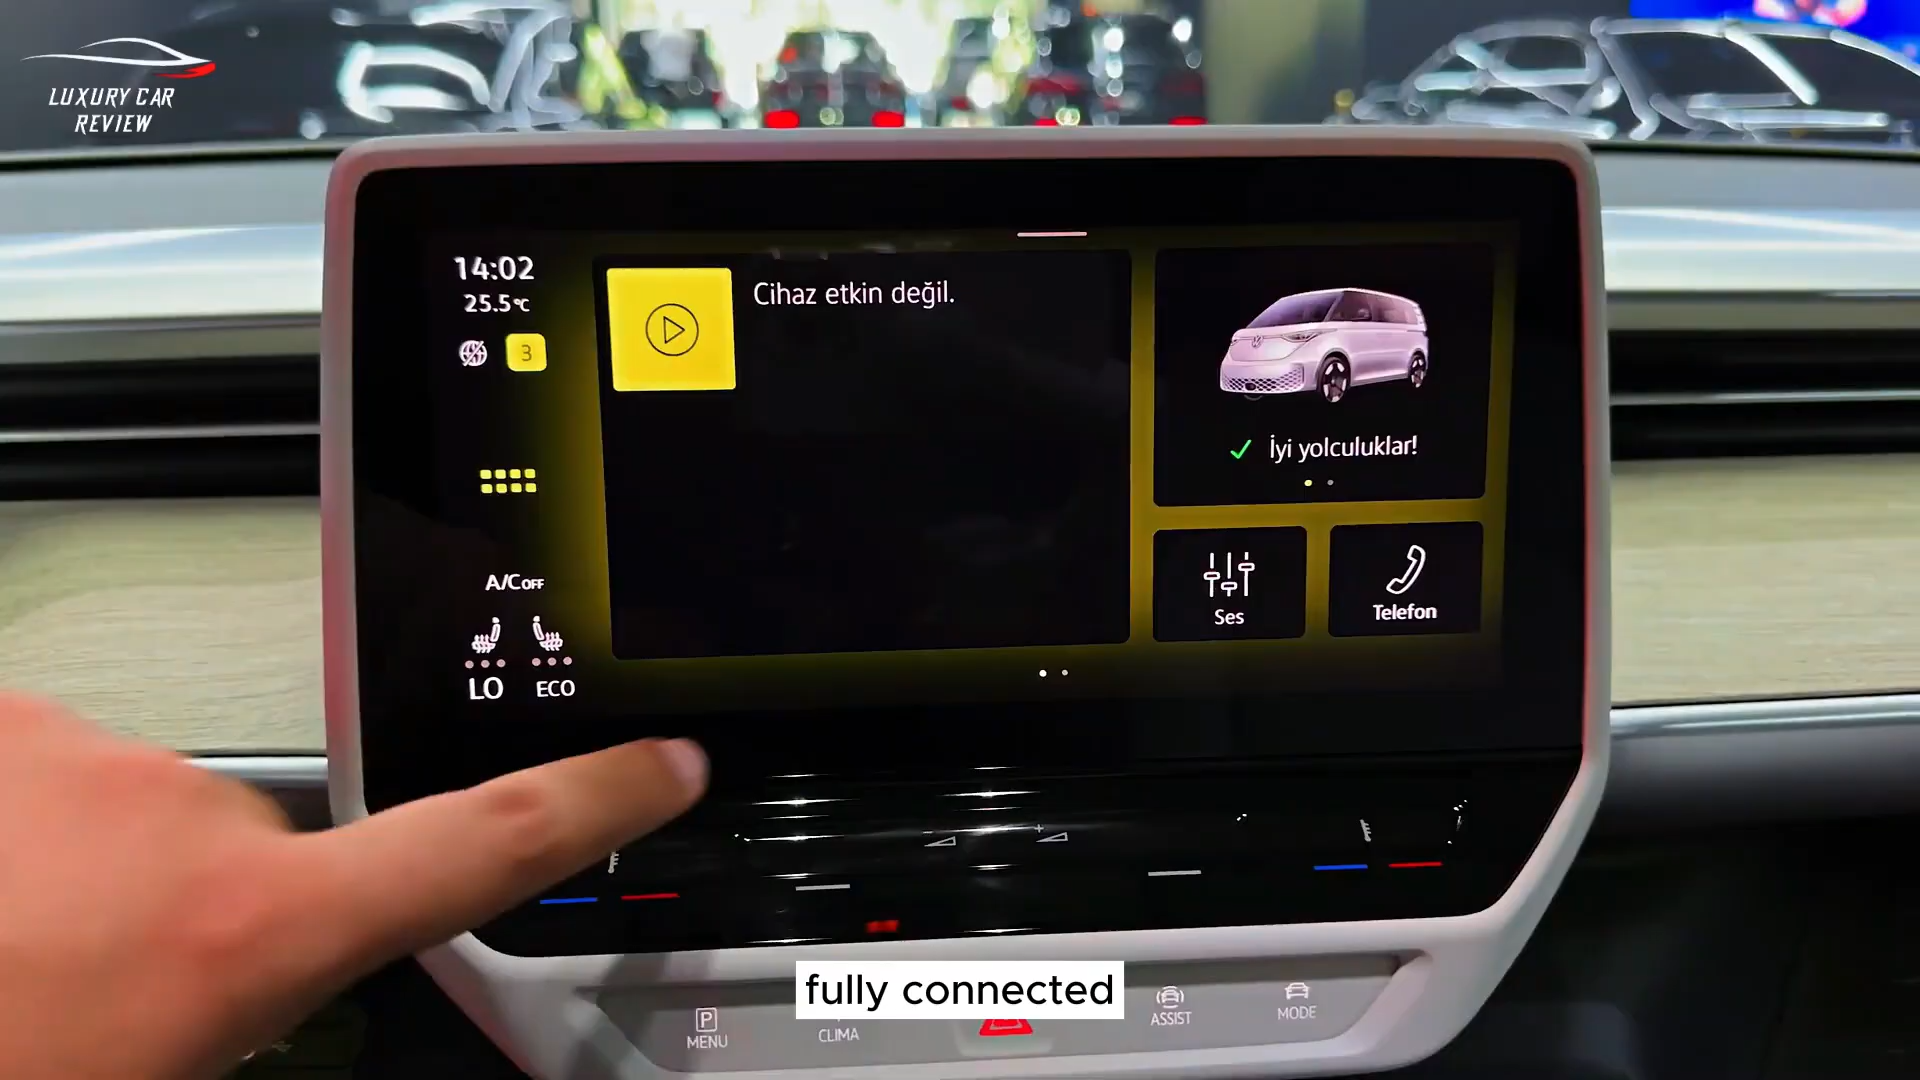 LUXURY CAR
REVIEW
14:02
25.5°C
3
Cihaz etkin değil.
İyi yolculuklar!
A/C OFF
LO
ECO
Ses
Telefon
fully connected
P
MENU
CLIMA
ASSIST
MODE